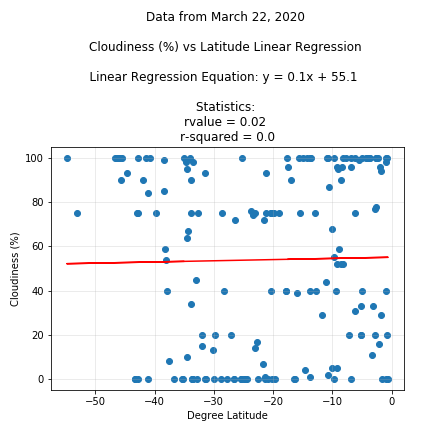 Data from March 22, 2020
Cloudiness (%) vs Latitude Linear Regression
Linear Regression Equation: y = 0.1x + 55.1
Statistics:
rvalue = 0.02
r-squared = 0.0
100
80
60
40
20
0
Cloudiness (%)
−50
−40
−30
−20
−10
0
Degree Latitude